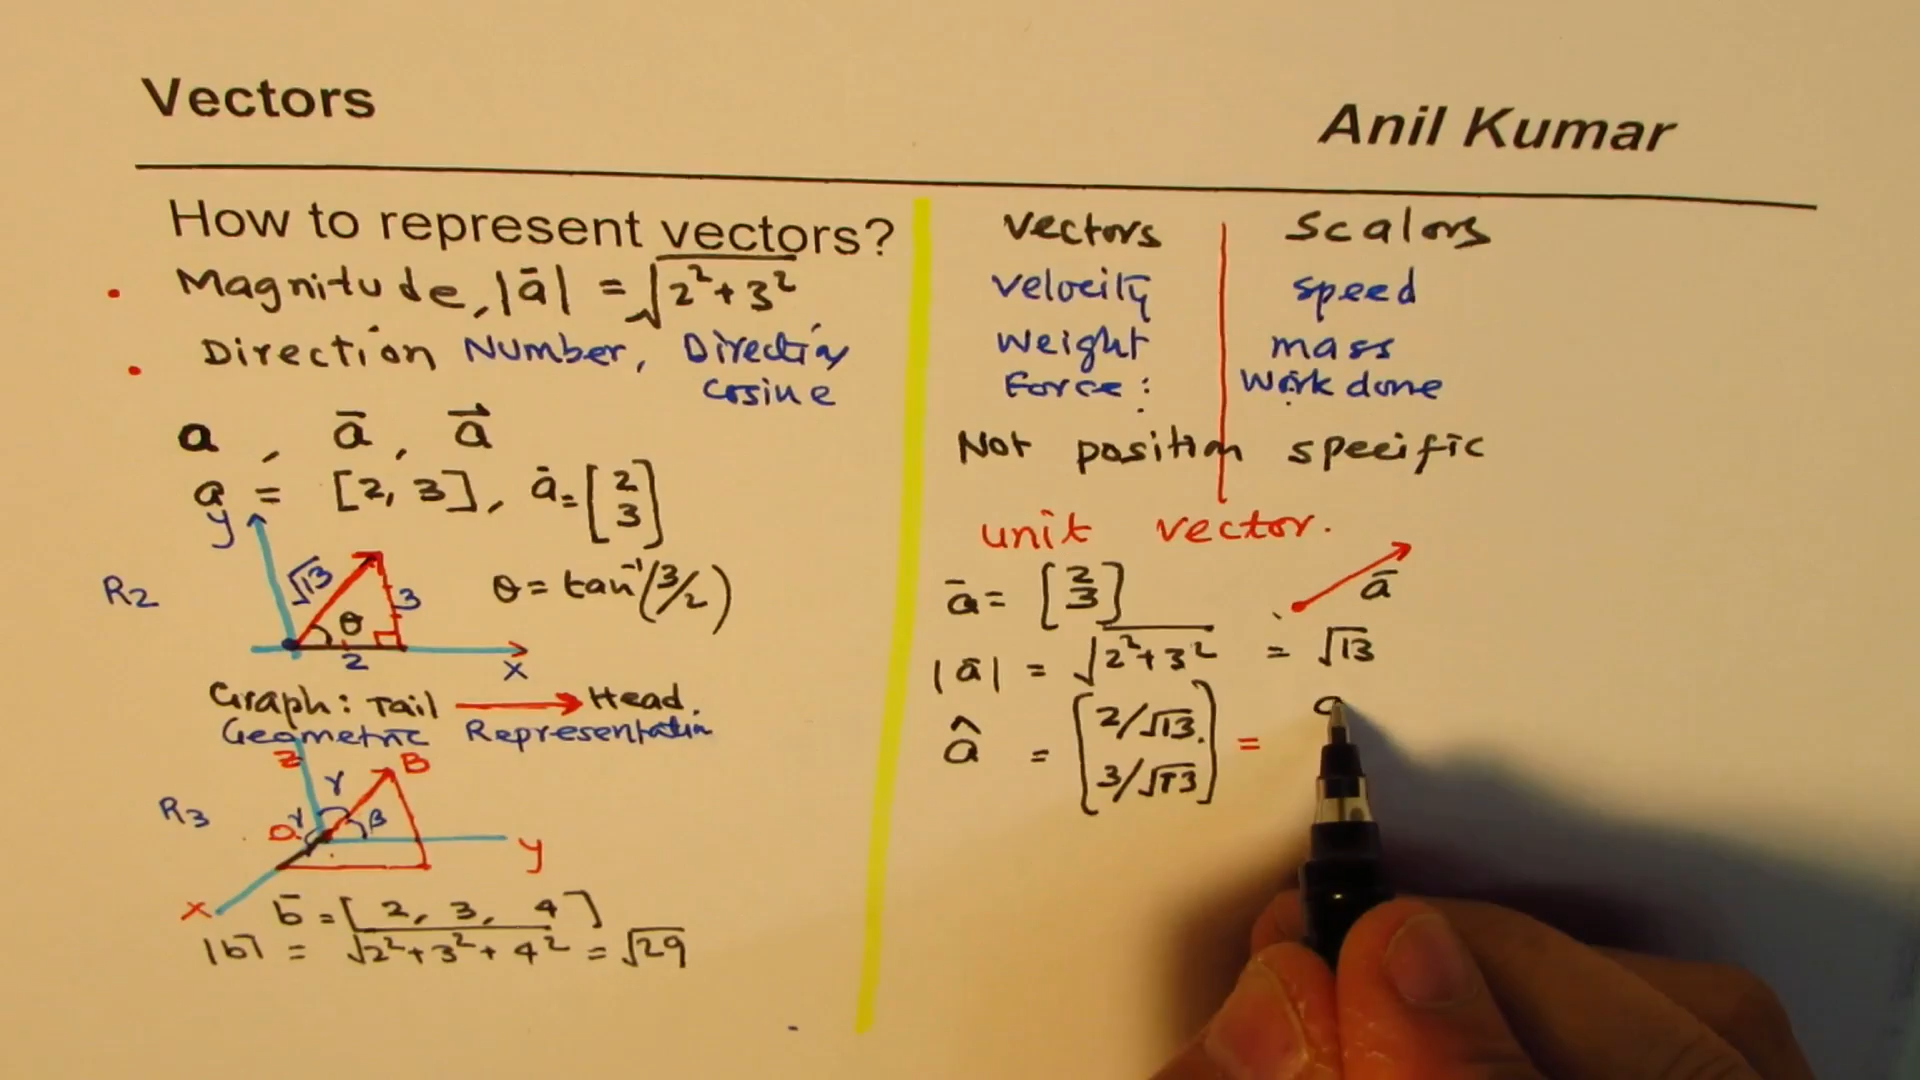 Vectors
Anil Kumar
How to represent vectors?
Magnitude, |ā| = √2²+3²
Direction Number, Direction
Cosine
a , ā , a⃗
a = [2, 3], ā = [2
3]
y
R2
√13
θ
3
2
x
θ = tan⁻¹(3/2)
Graph: Tail → Head.
Geometric Representation
Z
B
R3
γ
O
β
y
x
b̄ = [2, 3, 4]
|b| = √2²+3²+4² = √29
Vectors
Scalors
Velocity
speed
Weight
mass
Force :
Work done
Not position specific
unit vector.
ā = [2
3]
ā
|ā| = √2²+3² = √13
â = [2/√13
3/√13] =